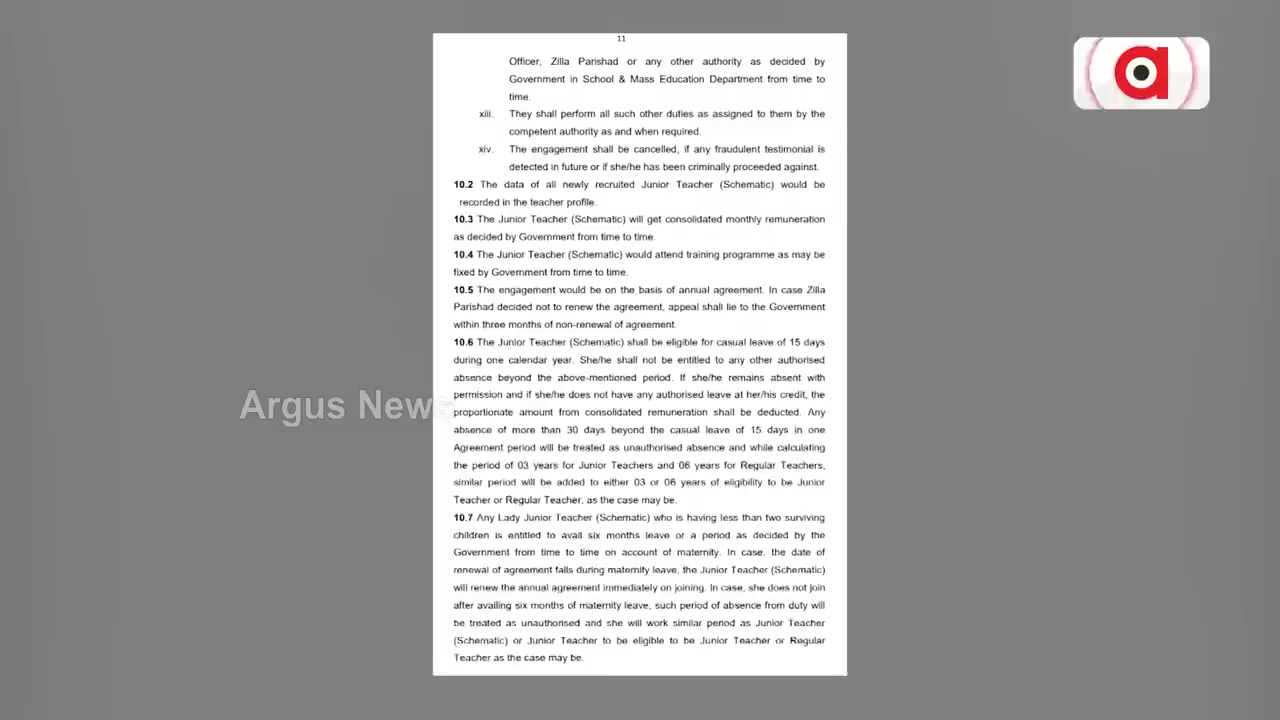 11
Officer, Zilla Parishad or any other authority as decided by
Government in School & Mass Education Department from time to
time.
xiii. They shall perform all such other duties as assigned to them by the
competent authority as and when required.
xiv. The engagement shall be cancelled, if any fraudulent testimonial is
detected in future or if she/he has been criminally proceeded against.
10.2 The data of all newly recruited Junior Teacher (Schematic) would be
recorded in the teacher profile.
10.3 The Junior Teacher (Schematic) will get consolidated monthly remuneration
as decided by Government from time to time.
10.4 The Junior Teacher (Schematic) would attend training programme as may be
fixed by Government from time to time.
10.5 The engagement would be on the basis of annual agreement. In case Zilla
Parishad decided not to renew the agreement, appeal shall lie to the Government
within three months of non-renewal of agreement.
10.6 The Junior Teacher (Schematic) shall be eligible for casual leave of 15 days
during one calendar year. She/he shall not be entitled to any other authorised
absence beyond the above-mentioned period. If she/he remains absent with
permission and if she/he does not have any authorised leave at her/his credit, the
proportionate amount from consolidated remuneration shall be deducted. Any
absence of more than 30 days beyond the casual leave of 15 days in one
Agreement period will be treated as unauthorised absence and while calculating
the period of 03 years for Junior Teachers and 06 years for Regular Teachers,
similar period will be added to either 03 or 06 years of eligibility to be Junior
Teacher or Regular Teacher, as the case may be.
10.7 Any Lady Junior Teacher (Schematic) who is having less than two surviving
children is entitled to avail six months leave or a period as decided by the
Government from time to time on account of maternity. In case, the date of
renewal of agreement falls during maternity leave, the Junior Teacher (Schematic)
will renew the annual agreement immediately on joining. In case, she does not join
after availing six months of maternity leave, such period of absence from duty will
be treated as unauthorised and she will work similar period as Junior Teacher
(Schematic) or Junior Teacher to be eligible to be Junior Teacher or Regular
Teacher as the case may be.
Argus News
a